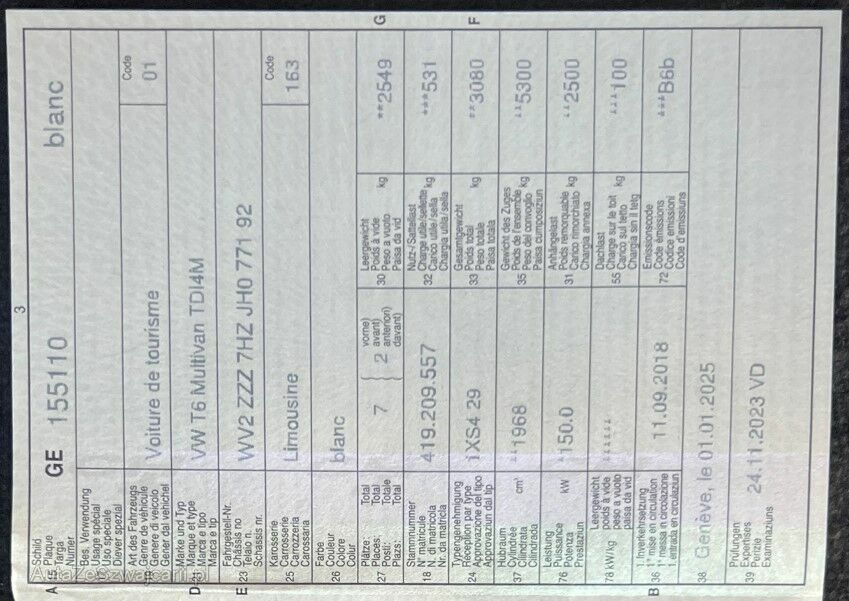 3
Schild
A 15 Plaque GE 155110 blanc
Targa
Numer
Bes. Verwendung
Usage spécial
Uso speciale
Diever spezial
Art des Fahrzeugs Code
Genre de véhicule Voiture de tourisme 01
Genere di veicolo
Gener dal vehichel
Marke und Typ
D 21 Marque et type VW T6 Multivan TDI4M
Marca e tipo
Marca e tip
Fahrgestell-Nr.
E 23 Châssis no WV2 ZZZ 7HZ JH0 771 92
Telaio n.
Schassis nr.
Karosserie Code
25 Carrosserie Limousine 163
Carrozzeria
Carossaria
Farbe
26 Couleur blanc
Colore
Colur
Plätze: Total vorne) Leergewicht G
27 Places: Total 7 2 avant) 30 Poids à vide kg **2549
Posti: Totale anteriori) Peso a vuoto
Plazs: Total davant) Paisa da vid
Stammnummer Nutz-/Sattellast
18 N° matricule 419.209.557 32 Charge utile/sellette kg ***531
N. di matricola Carico utile/sella
Nr. da matricla Chargia utila/sella
Typengenehmigung Gesamtgewicht F
24 Réception par type 1XS4 29 33 Poids total kg **3080
Approvazione del tipo Peso totale
Approvaziun dal tip Paisa totala
Hubraum Gewicht des Zuges
37 Cylindrée cm³ **1968 35 Poids de l'ensemble kg **5300
Cilindrata Peso del convoglio
Cilindrada Paisa cumposiziun
Leistung Anhängelast
76 Puissance kW *150.0 31 Poids remorquable kg **2500
Potenza Carico rimorchiato
Prestaziun Chargia annexa
Leergewicht Dachlast
78 kW/kg poids à vide ****** 55 Charge sur le toit kg ***100
peso a vuoto Carico sul tetto
paisa da vid Chargia sin il tetg
1. Inverkehrsetzung Emissionscode
B 36 1re mise en circulation 11.09.2018 72 Code émissions ***B6b
1a messa in circolazione Codice emissioni
1. entrada en circulaziun Code d'emissiuns
38 Genève, le 01.01.2025
Prüfungen
39 Expertises 24.11.2023 VD
Perizie
Examinaziuns